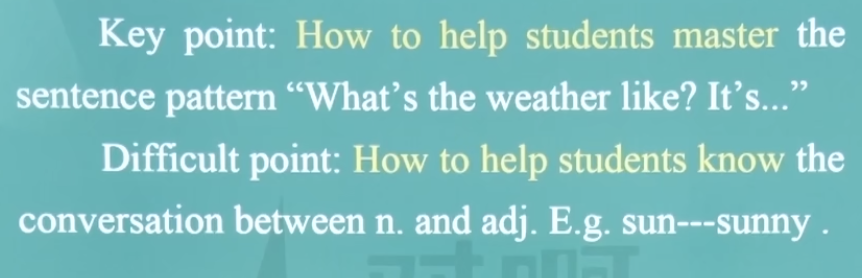 Key point: How to help students master the
sentence pattern “What’s the weather like? It’s...”
Difficult point: How to help students know the
conversation between n. and adj. E.g. sun---sunny .